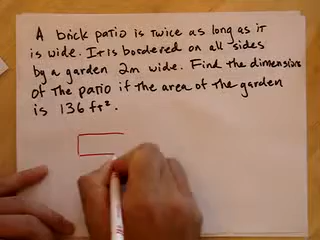 A brick patio is twice as long as it
is wide. It is bordered on all sides
by a garden 2m wide. Find the dimensions
of the patio if the area of the garden
is 136 ft².